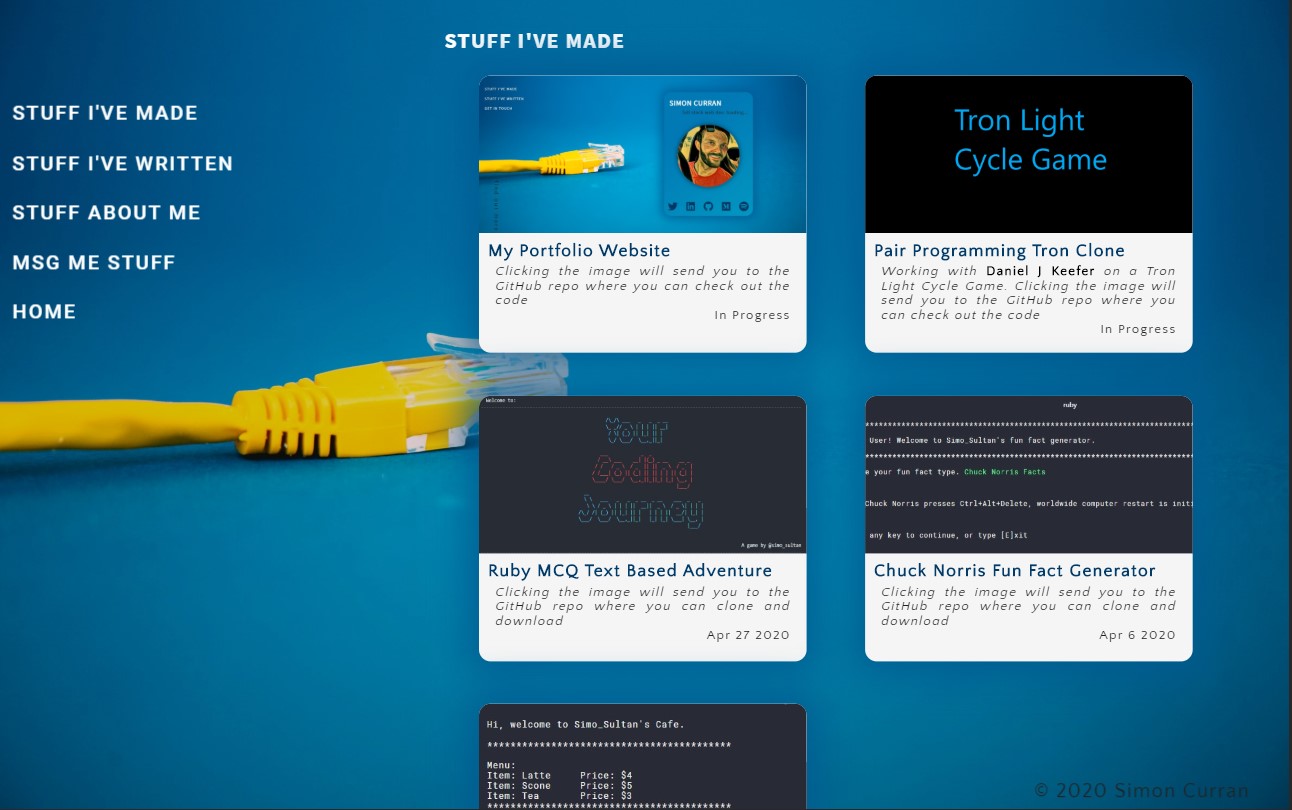 STUFF I'VE MADE
STUFF I'VE MADE
STUFF I'VE WRITTEN
STUFF ABOUT ME
MSG ME STUFF
HOME
STUFF I'VE MADE
STUFF I'VE WRITTEN
GET IN TOUCH
SIMON CURRAN
My Portfolio Website
Clicking the image will send you to the
GitHub repo where you can check out the
code
In Progress
Tron Light
Cycle Game
Pair Programming Tron Clone
Working with Daniel J Keefer on a Tron
Light Cycle Game. Clicking the image will
send you to the GitHub repo where you
can check out the code
In Progress
Welcome to:
Your
Coding
Journey
A game by @simo_sultan
Ruby MCQ Text Based Adventure
Clicking the image will send you to the
GitHub repo where you can clone and
download
Apr 27 2020
ruby
*****************************************************************************
User! Welcome to Simo_Sultan's fun fact generator.
*****************************************************************************
e your fun fact type. Chuck Norris Facts
Chuck Norris presses Ctrl+Alt+Delete, worldwide computer restart is initi
any key to continue, or type [E]xit
Chuck Norris Fun Fact Generator
Clicking the image will send you to the
GitHub repo where you can clone and
download
Apr 6 2020
Hi, welcome to Simo_Sultan's Cafe.
******************************************
Menu:
Item: Latte Price: $4
Item: Scone Price: $5
Item: Tea Price: $3
******************************************
© 2020 Simon Curran